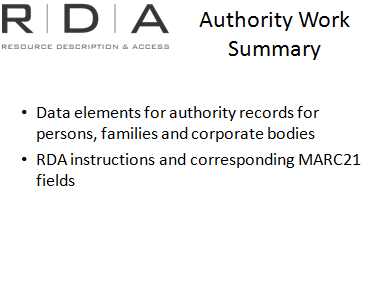 R|D|A
RESOURCE DESCRIPTION & ACCESS
Authority Work
Summary
• Data elements for authority records for
persons, families and corporate bodies
• RDA instructions and corresponding MARC21
fields